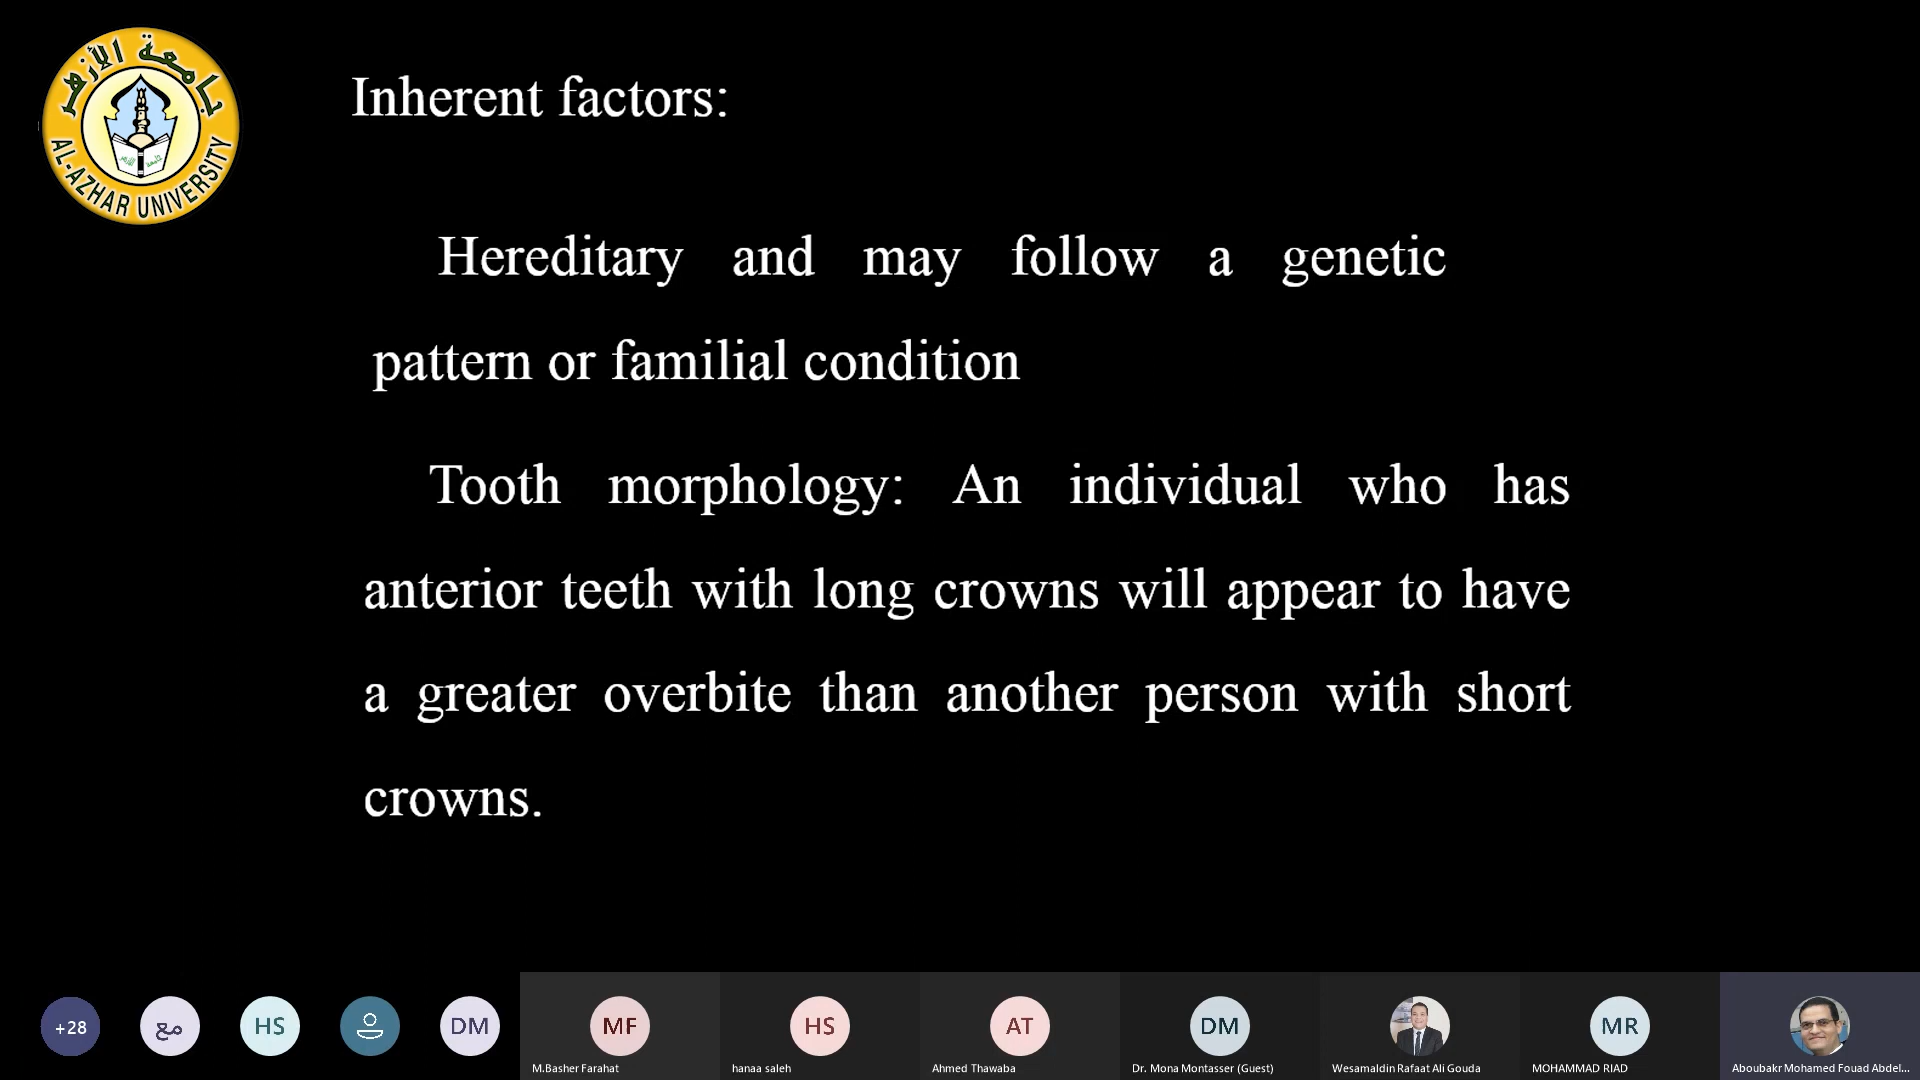 جامعة الأزهر
AL-AZHAR UNIVERSITY
Inherent factors:
Hereditary and may follow a genetic
pattern or familial condition
Tooth morphology: An individual who has
anterior teeth with long crowns will appear to have
a greater overbite than another person with short
crowns.
+28
مع
HS
DM
MF
HS
AT
DM
MR
M.Basher Farahat
hanaa saleh
Ahmed Thawaba
Dr. Mona Montasser (Guest)
Wesamaldin Rafaat Ali Gouda
MOHAMMAD RIAD
Aboubakr Mohamed Fouad Abdel...